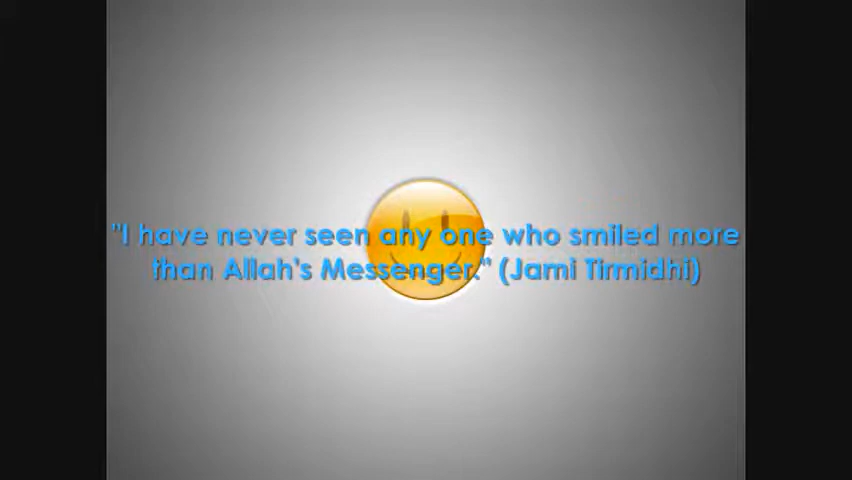 "I have never seen any one who smiled more
than Allah's Messenger." (Jami Tirmidhi)